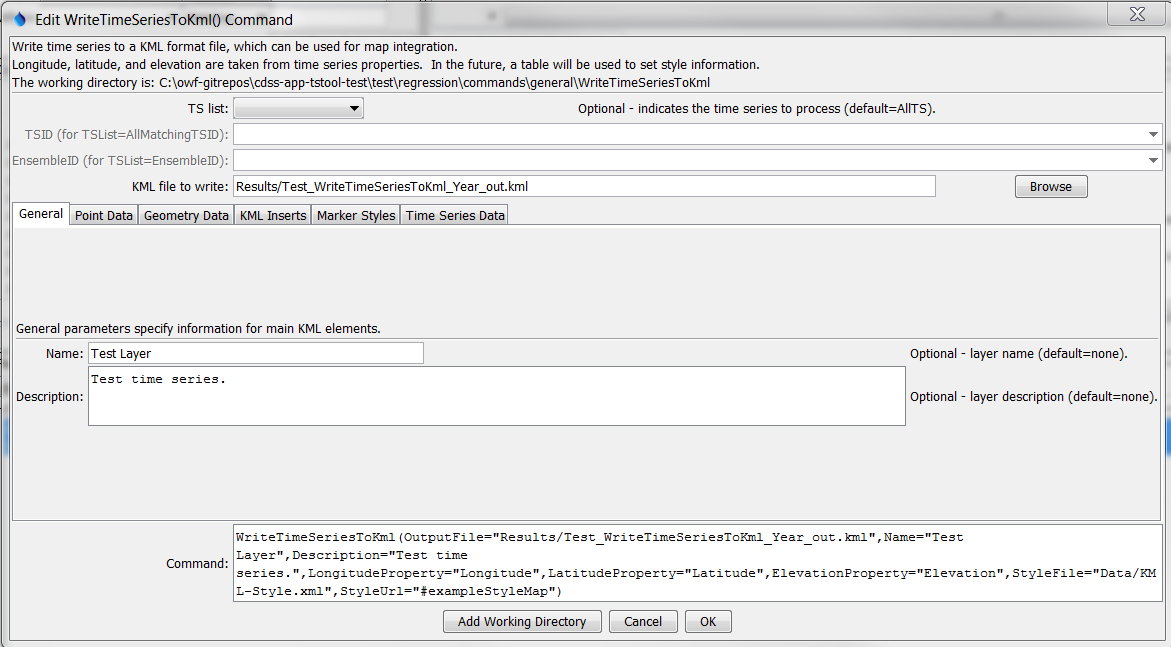 Edit WriteTimeSeriesToKml() Command
Write time series to a KML format file, which can be used for map integration.
Longitude, latitude, and elevation are taken from time series properties.  In the future, a table will be used to set style information.
The working directory is: C:\owf-gitrepos\cdss-app-tstool-test\test\regression\commands\general\WriteTimeSeriesToKml
TS list: Optional - indicates the time series to process (default=AllTS).
TSID (for TSList=AllMatchingTSID):
EnsembleID (for TSList=EnsembleID):
KML file to write: Results/Test_WriteTimeSeriesToKml_Year_out.kml Browse
General Point Data Geometry Data KML Inserts Marker Styles Time Series Data
General parameters specify information for main KML elements.
Name: Test Layer Optional - layer name (default=none).
Test time series.
Description: Optional - layer description (default=none).
WriteTimeSeriesToKml(OutputFile="Results/Test_WriteTimeSeriesToKml_Year_out.kml",Name="Test
Layer",Description="Test time
Command: series.",LongitudeProperty="Longitude",LatitudeProperty="Latitude",ElevationProperty="Elevation",StyleFile="Data/KM
L-Style.xml",StyleUrl="#exampleStyleMap")
Add Working Directory Cancel OK